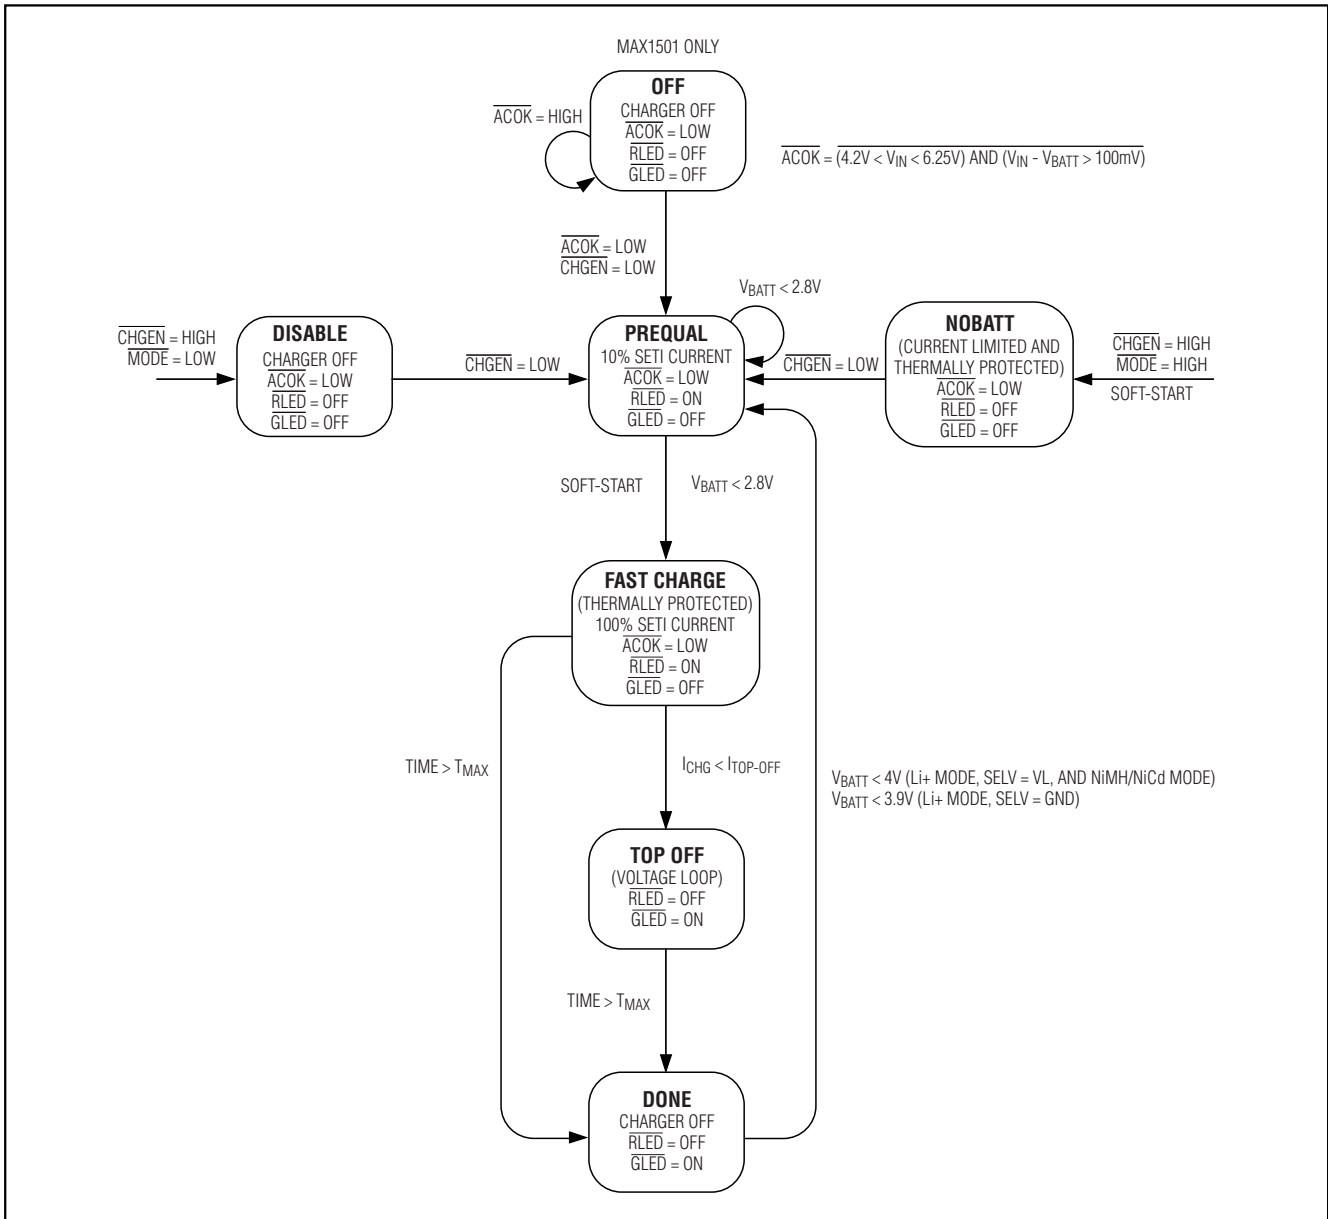 MAX1501 ONLY
OFF
CHARGER OFF
ACOK = LOW
RLED = OFF
GLED = OFF
ACOK = HIGH
ACOK = (4.2V < VIN < 6.25V) AND (VIN - VBATT > 100mV)
ACOK = LOW
CHGEN = LOW
VBATT < 2.8V
CHGEN = HIGH
MODE = LOW
DISABLE
CHARGER OFF
ACOK = LOW
RLED = OFF
GLED = OFF
CHGEN = LOW
PREQUAL
10% SETI CURRENT
ACOK = LOW
RLED = ON
GLED = OFF
CHGEN = LOW
NOBATT
(CURRENT LIMITED AND
THERMALLY PROTECTED)
ACOK = LOW
RLED = OFF
GLED = OFF
CHGEN = HIGH
MODE = HIGH
SOFT-START
SOFT-START
VBATT < 2.8V
FAST CHARGE
(THERMALLY PROTECTED)
100% SETI CURRENT
ACOK = LOW
RLED = ON
GLED = OFF
TIME > TMAX
ICHG < ITOP-OFF
VBATT < 4V (Li+ MODE, SELV = VL, AND NiMH/NiCd MODE)
VBATT < 3.9V (Li+ MODE, SELV = GND)
TOP OFF
(VOLTAGE LOOP)
RLED = OFF
GLED = ON
TIME > TMAX
DONE
CHARGER OFF
RLED = OFF
GLED = ON